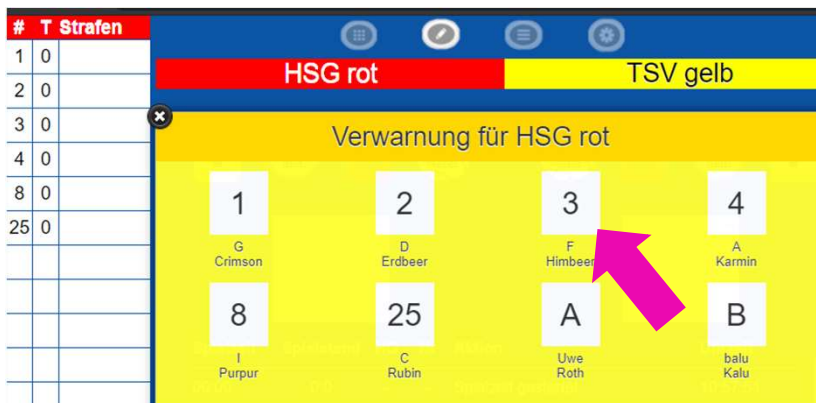 # T Strafen
1 0
2 0
3 0
4 0
8 0
25 0
HSG rot TSV gelb
Verwarnung für HSG rot
1 2 3 4
G D F A
Crimson Erdbeer Himbeer Karmin
8 25 A B
I C Uwe balu
Purpur Rubin Roth Kalu